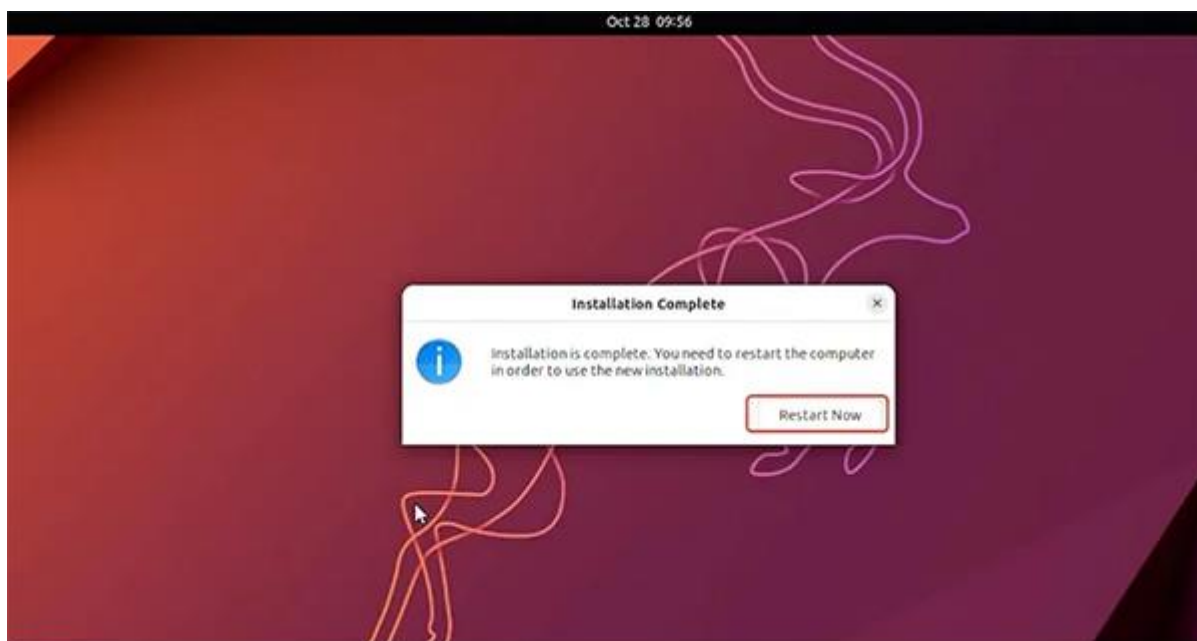 Oct 28 09:56
Installation Complete
Installation is complete. You need to restart the computer
in order to use the new installation.
Restart Now